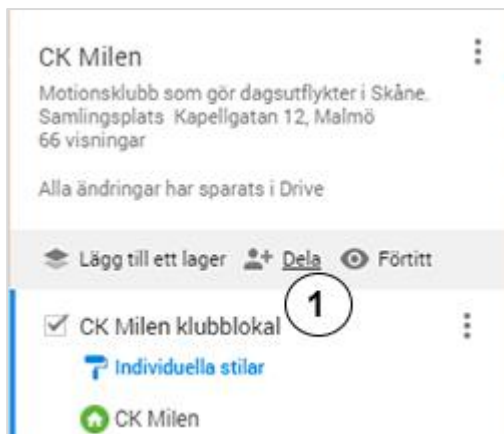 CK Milen
Motionsklubb som gör dagsutflykter i Skåne.
Samlingsplats Kapellgatan 12, Malmö
66 visningar
Alla ändringar har sparats i Drive
Lägg till ett lager Dela Förtitt
1
CK Milen klubblokal
Individuella stilar
CK Milen